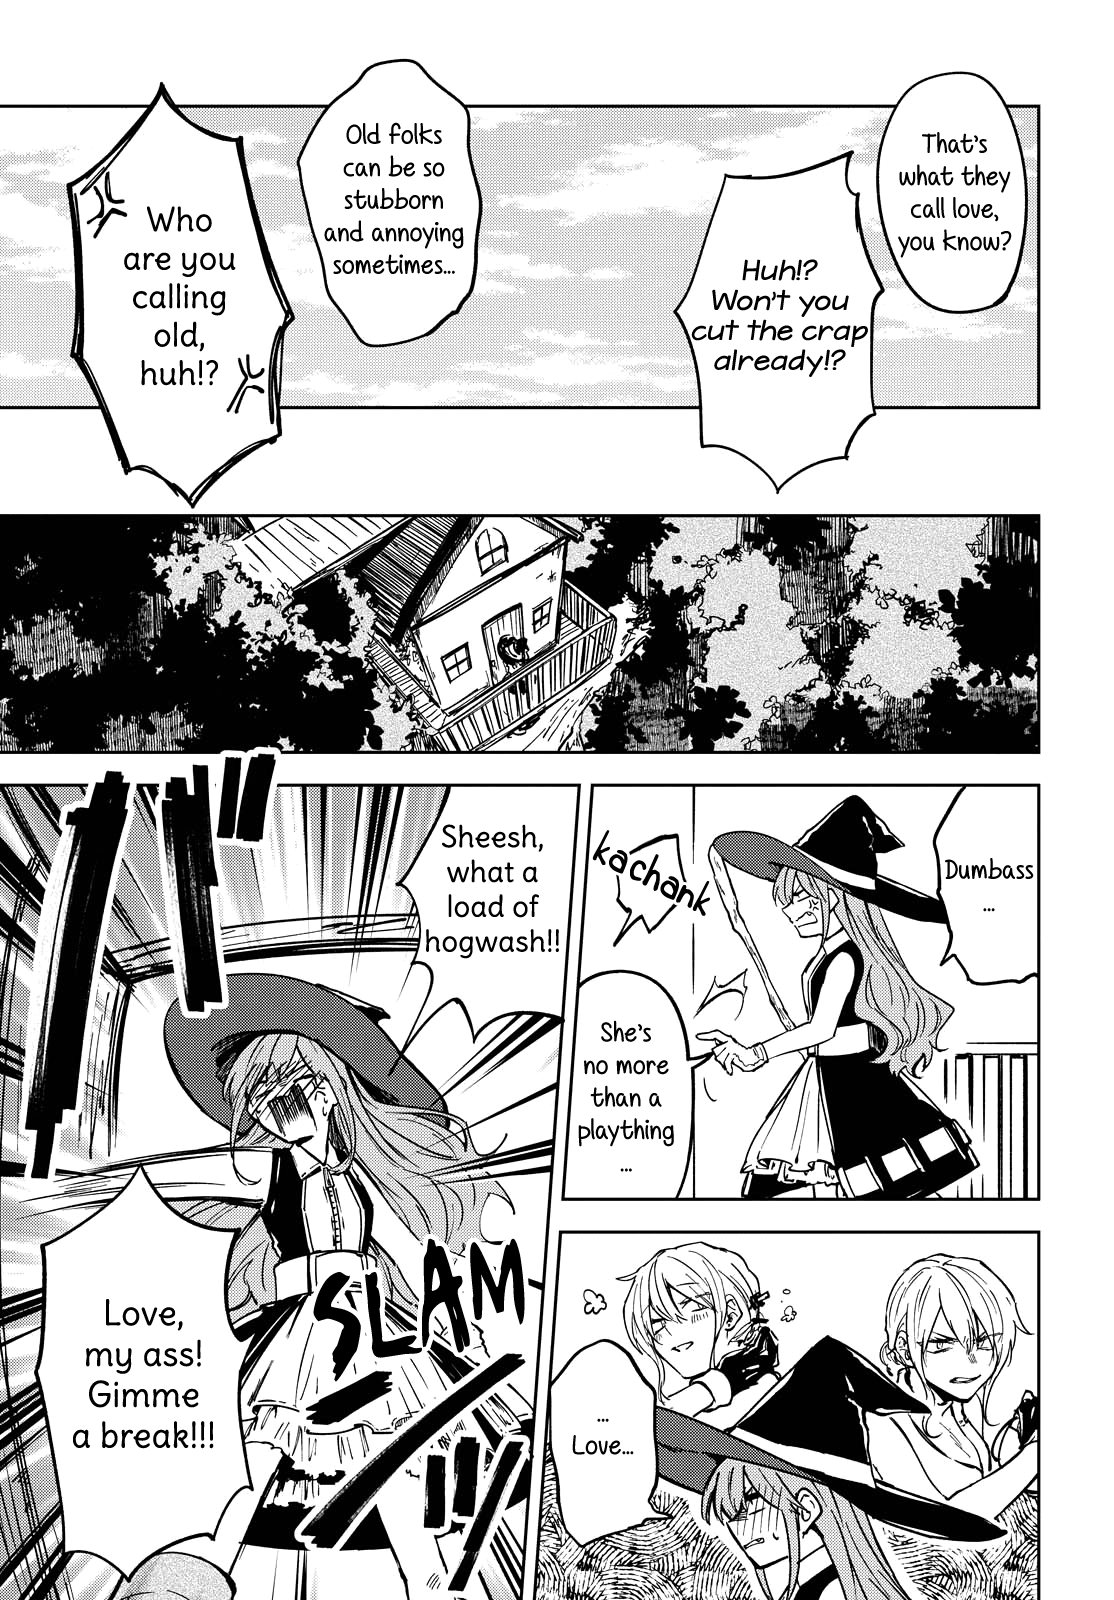 That's
what they
call love,
you know?
Huh!?
Won't you
cut the crap
already!?
Old folks
can be so
stubborn
and annoying
sometimes...
Who
are you
calling
old,
huh!?
Dumbass
...
kachank
She's
no more
than a
plaything
...
...
Love...
Sheesh,
what a
load of
hogwash!!
SLAM
Love,
my ass!
Gimme
a break!!!